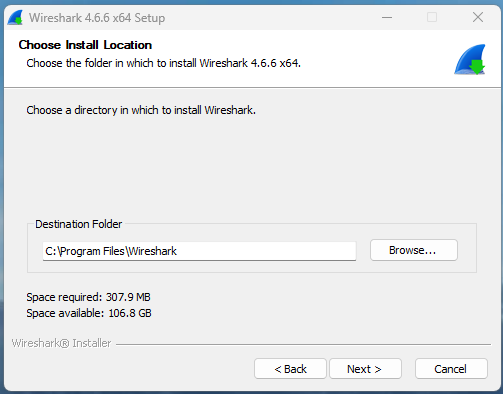 Wireshark 4.6.6 x64 Setup
Choose Install Location
Choose the folder in which to install Wireshark 4.6.6 x64.
Choose a directory in which to install Wireshark.
Destination Folder
C:\Program Files\Wireshark
Browse...
Space required: 307.9 MB
Space available: 106.8 GB
Wireshark® Installer
< Back
Next >
Cancel